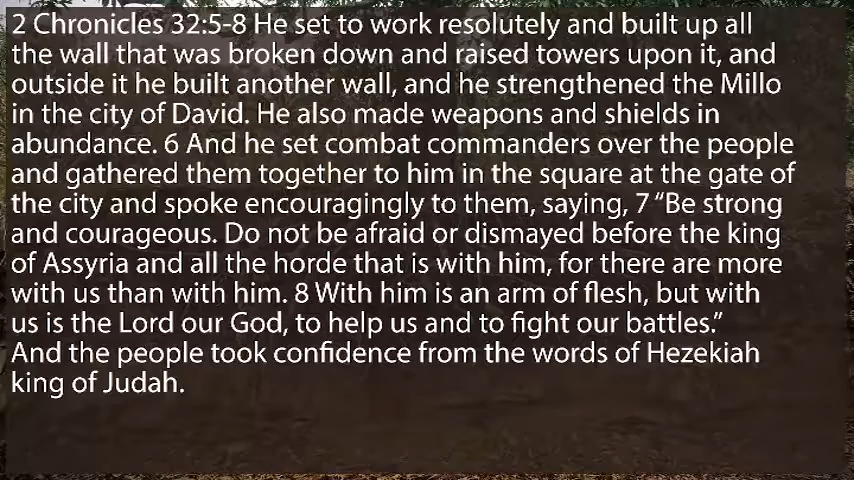 2 Chronicles 32:5-8 He set to work resolutely and built up all
the wall that was broken down and raised towers upon it, and
outside it he built another wall, and he strengthened the Millo
in the city of David. He also made weapons and shields in
abundance. 6 And he set combat commanders over the people
and gathered them together to him in the square at the gate of
the city and spoke encouragingly to them, saying, 7 “Be strong
and courageous. Do not be afraid or dismayed before the king
of Assyria and all the horde that is with him, for there are more
with us than with him. 8 With him is an arm of flesh, but with
us is the Lord our God, to help us and to fight our battles.”
And the people took confidence from the words of Hezekiah
king of Judah.